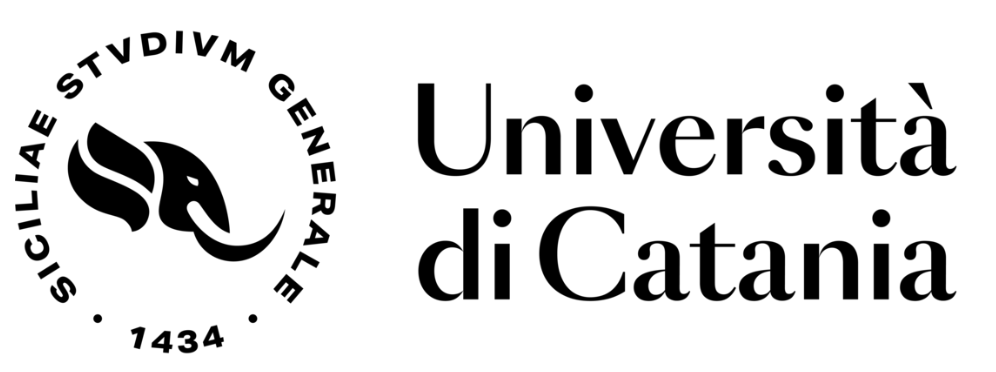 SICILIAE STVDIVM GENERALE
· 1434 ·
Università
di Catania